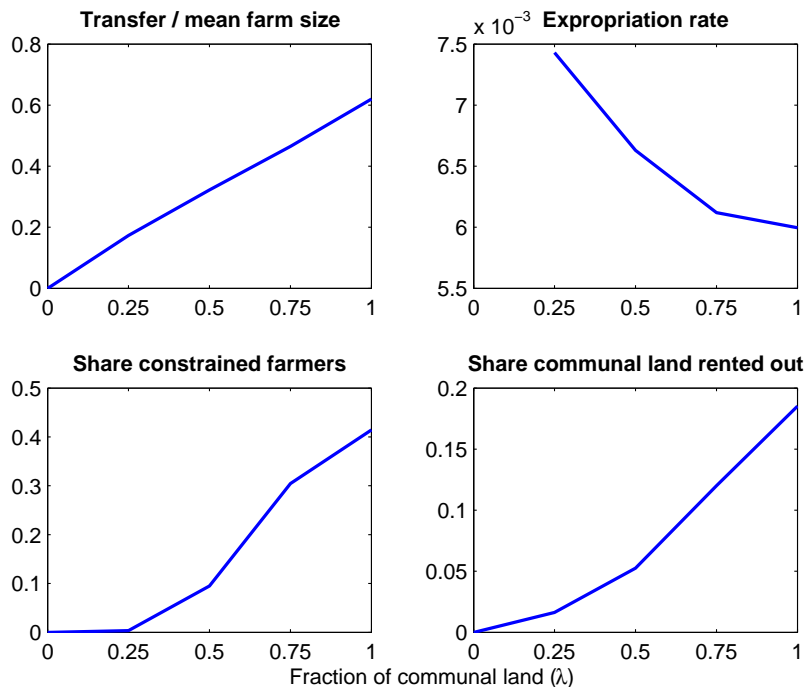 Transfer / mean farm size
0.8
0.6
0.4
0.2
0
0 0.25 0.5 0.75 1
x 10⁻³ Expropriation rate
7.5
7
6.5
6
5.5
0 0.25 0.5 0.75 1
Share constrained farmers
0.5
0.4
0.3
0.2
0.1
0
0 0.25 0.5 0.75 1
Share communal land rented out
0.2
0.15
0.1
0.05
0
0 0.25 0.5 0.75 1
Fraction of communal land (λ)